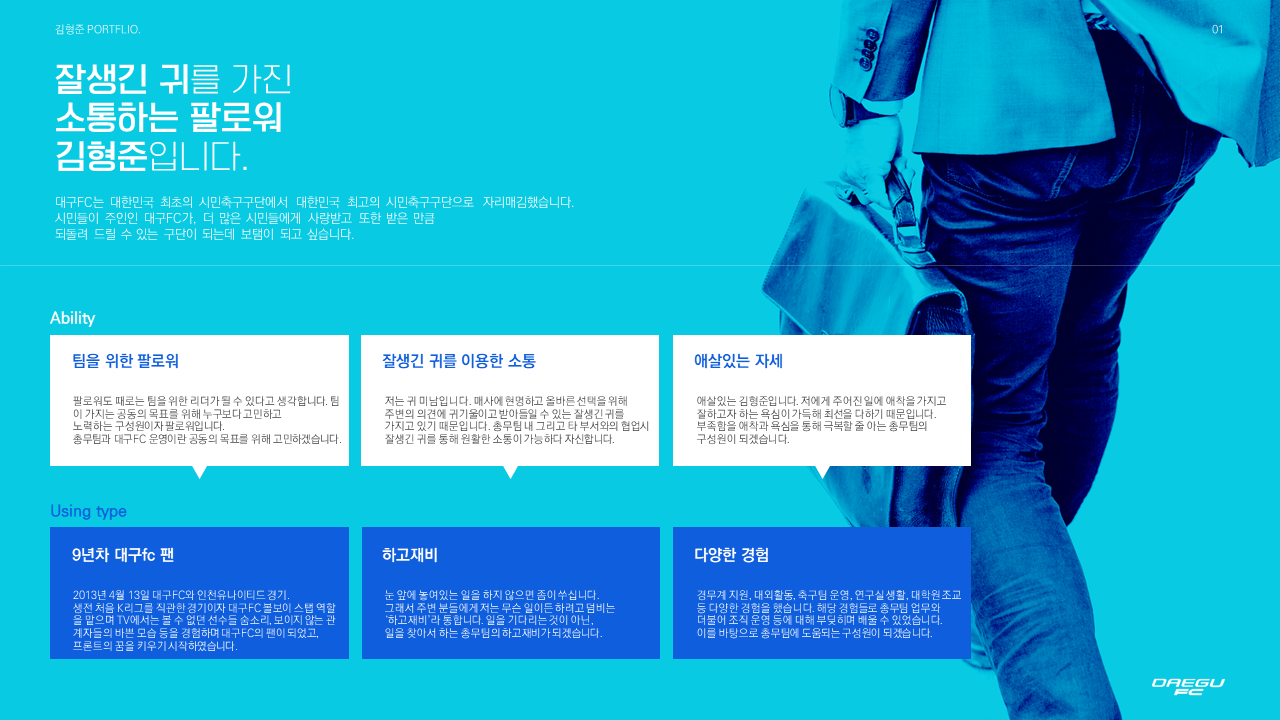 김형준 PORTFLIO.
01
잘생긴 귀를 가진
소통하는 팔로워
김형준입니다.
대구FC는 대한민국 최초의 시민축구구단에서 대한민국 최고의 시민축구구단으로 자리매김했습니다.
시민들이 주인인 대구FC가, 더 많은 시민들에게 사랑받고 또한 받은 만큼
되돌려 드릴 수 있는 구단이 되는데 보탬이 되고 싶습니다.
Ability
팀을 위한 팔로워
팔로워도 때로는 팀을 위한 리더가 될 수 있다고 생각합니다. 팀
이 가지는 공동의 목표를 위해 누구보다 고민하고
노력하는 구성원이자 팔로워입니다.
총무팀과 대구FC 운영이란 공동의 목표를 위해 고민하겠습니다.
잘생긴 귀를 이용한 소통
저는 귀 미남입니다. 매사에 현명하고 올바른 선택을 위해
주변의 의견에 귀기울이고 받아들일 수 있는 잘생긴 귀를
가지고 있기 때문입니다. 총무팀 내 그리고 타 부서와의 협업시
잘생긴 귀를 통해 원활한 소통이 가능하다 자신합니다.
애살있는 자세
애살있는 김형준입니다. 저에게 주어진 일에 애착을 가지고
잘하고자 하는 욕심이 가득해 최선을 다하기 때문입니다.
부족함을 애착과 욕심을 통해 극복할 줄 아는 총무팀의
구성원이 되겠습니다.
Using type
9년차 대구fc 팬
2013년 4월 13일 대구FC와 인천유나이티드 경기.
생전 처음 K리그를 직관한 경기이자 대구FC 볼보이 스탭 역할
을 맡으며 TV에서는 볼 수 없던 선수들 숨소리, 보이지 않는 관
계자들의 바쁜 모습 등을 경험하며 대구FC의 팬이 되었고,
프론트의 꿈을 키우기 시작하였습니다.
하고재비
눈 앞에 놓여있는 일을 하지 않으면 좀이 쑤십니다.
그래서 주변 분들에게 저는 무슨 일이든 하려고 덤비는
'하고재비'라 통합니다. 일을 기다리는 것이 아닌,
일을 찾아서 하는 총무팀의 하고재비가 되겠습니다.
다양한 경험
경무계 지원, 대외활동, 축구팀 운영, 연구실 생활, 대학원 조교
등 다양한 경험을 했습니다. 해당 경험들로 총무팀 업무와
더불어 조직 운영 등에 대해 부딪히며 배울 수 있었습니다.
이를 바탕으로 총무팀에 도움되는 구성원이 되겠습니다.
DAEGU
FC